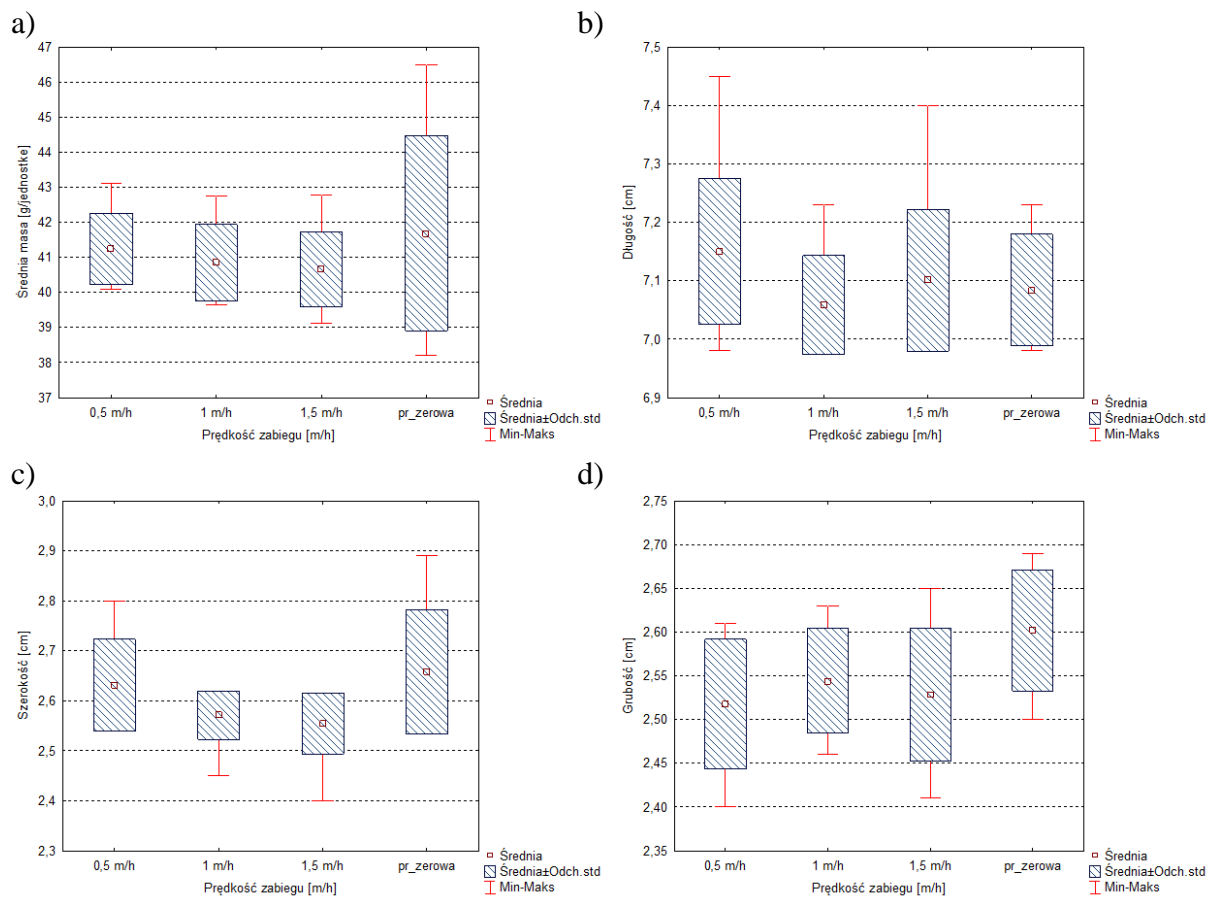 a)
47
46
45
44
43
42
41
40
39
38
37
Średnia masa [g/jednostke]
0,5 m/h 1 m/h 1,5 m/h pr_zerowa
Prędkość zabiegu [m/h]
Średnia
Średnia±Odch.std
Min-Maks
b)
7,5
7,4
7,3
7,2
7,1
7,0
6,9
Długość [cm]
0,5 m/h 1 m/h 1,5 m/h pr_zerowa
Prędkość zabiegu [m/h]
Średnia
Średnia±Odch.std
Min-Maks
c)
3,0
2,9
2,8
2,7
2,6
2,5
2,4
2,3
Szerokość [cm]
0,5 m/h 1 m/h 1,5 m/h pr_zerowa
Prędkość zabiegu [m/h]
Średnia
Średnia±Odch.std
Min-Maks
d)
2,75
2,70
2,65
2,60
2,55
2,50
2,45
2,40
2,35
Grubość [cm]
0,5 m/h 1 m/h 1,5 m/h pr_zerowa
Prędkość zabiegu [m/h]
Średnia
Średnia±Odch.std
Min-Maks